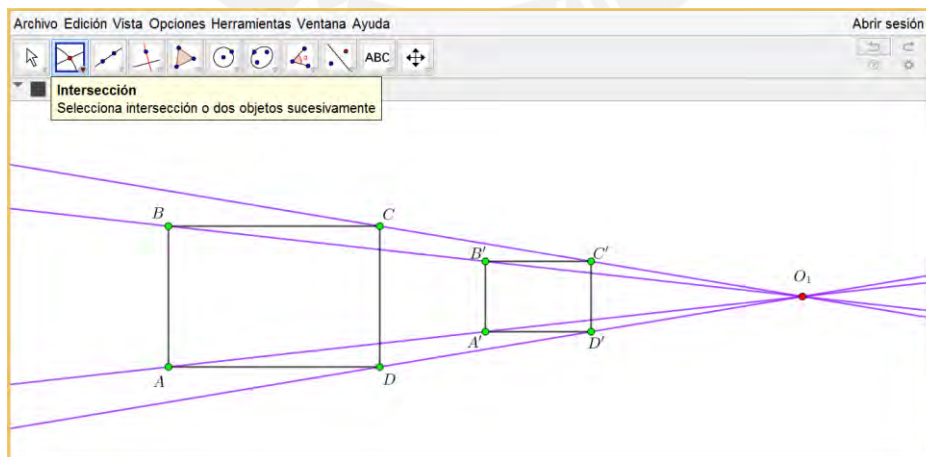 Archivo Edición Vista Opciones Herramientas Ventana Ayuda Abrir sesión
ABC
Intersección
Selecciona intersección o dos objetos sucesivamente
B C
B' C'
O₁
A' D'
A D